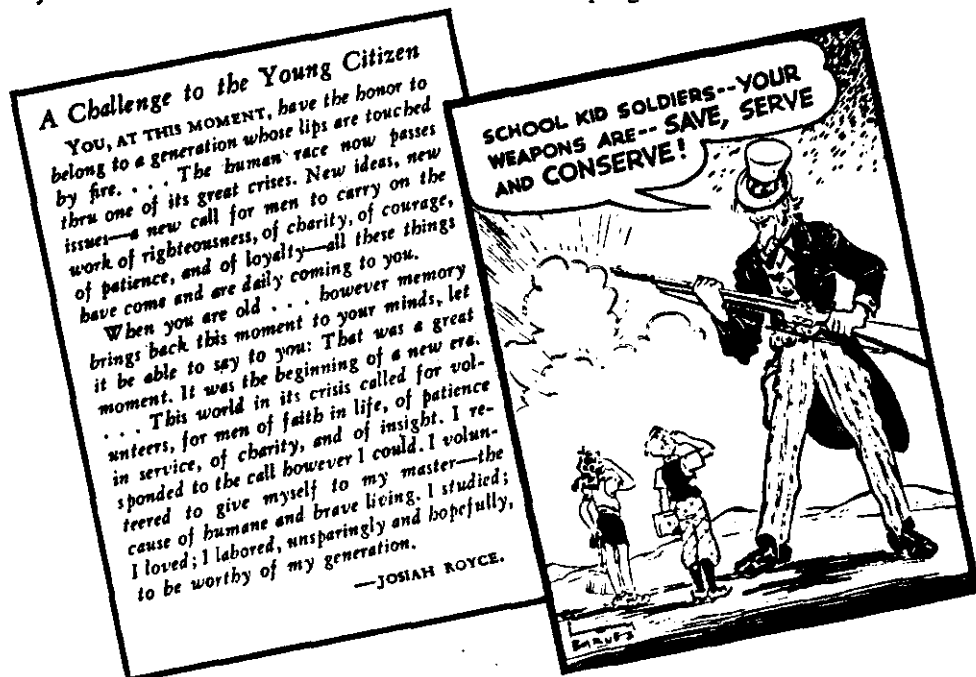 A Challenge to the Young Citizen
YOU, AT THIS MOMENT, have the honor to
belong to a generation whose lips are touched
by fire. . . . The human race now passes
thru one of its great crises. New ideas, new
issues—a new call for men to carry on the
work of righteousness, of charity, of courage,
of patience, and of loyalty—all these things
have come and are daily coming to you.
When you are old . . . however memory
brings back this moment to your minds, let
it be able to say to you: That was a great
moment. It was the beginning of a new era.
. . . This world in its crisis called for vol-
unteers, for men of faith in life, of patience
in service, of charity, and of insight. I re-
sponded to the call however I could. I volun-
teered to give myself to my master—the
cause of humane and brave living. I studied;
I loved; I labored, unsparingly and hopefully,
to be worthy of my generation.
—JOSIAH ROYCE.
SCHOOL KID SOLDIERS--YOUR
WEAPONS ARE-- SAVE, SERVE
AND CONSERVE!